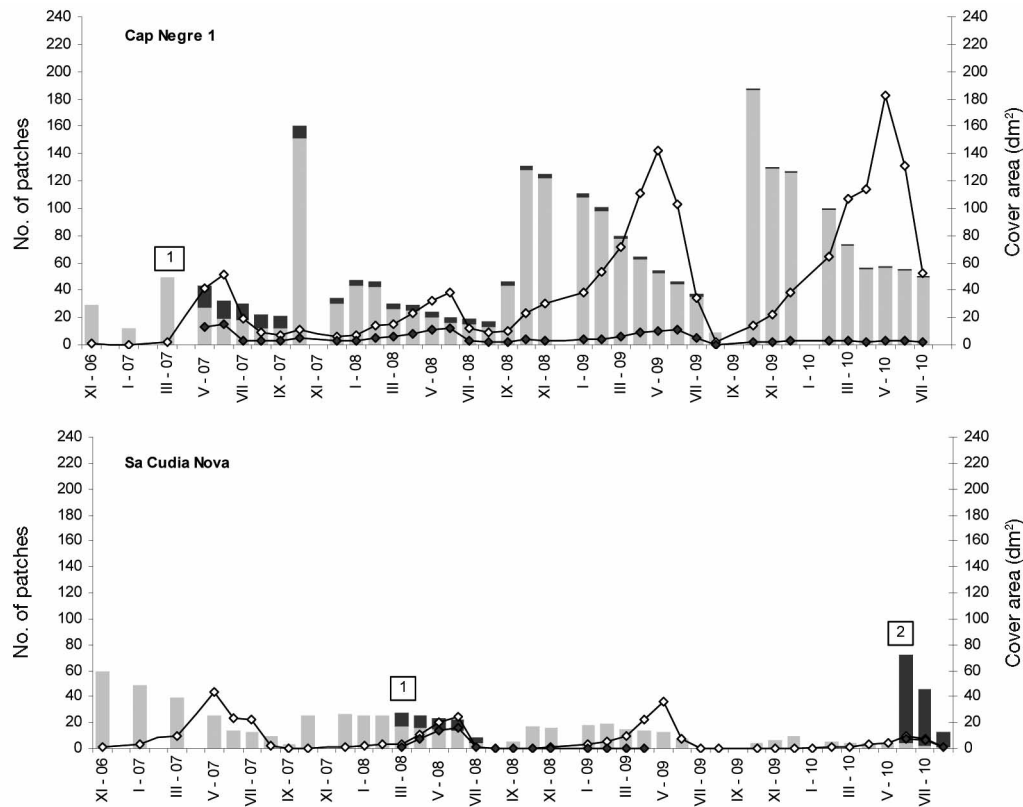 Cap Negre 1
No. of patches
240
220
200
180
160
140
120
100
80
60
40
20
0
1
240
220
200
180
160
140
120
100
80
60
40
20
0
Cover area (dm²)
XI - 06
I - 07
III - 07
V - 07
VII - 07
IX - 07
XI - 07
I - 08
III - 08
V - 08
VII - 08
IX - 08
XI - 08
I - 09
III - 09
V - 09
VII - 09
IX - 09
XI - 09
I - 10
III - 10
V - 10
VII - 10
Sa Cudia Nova
No. of patches
240
220
200
180
160
140
120
100
80
60
40
20
0
1
2
240
220
200
180
160
140
120
100
80
60
40
20
0
Cover area (dm²)
XI - 06
I - 07
III - 07
V - 07
VII - 07
IX - 07
XI - 07
I - 08
III - 08
V - 08
VII - 08
IX - 08
XI - 08
I - 09
III - 09
V - 09
VII - 09
IX - 09
XI - 09
I - 10
III - 10
V - 10
VII - 10